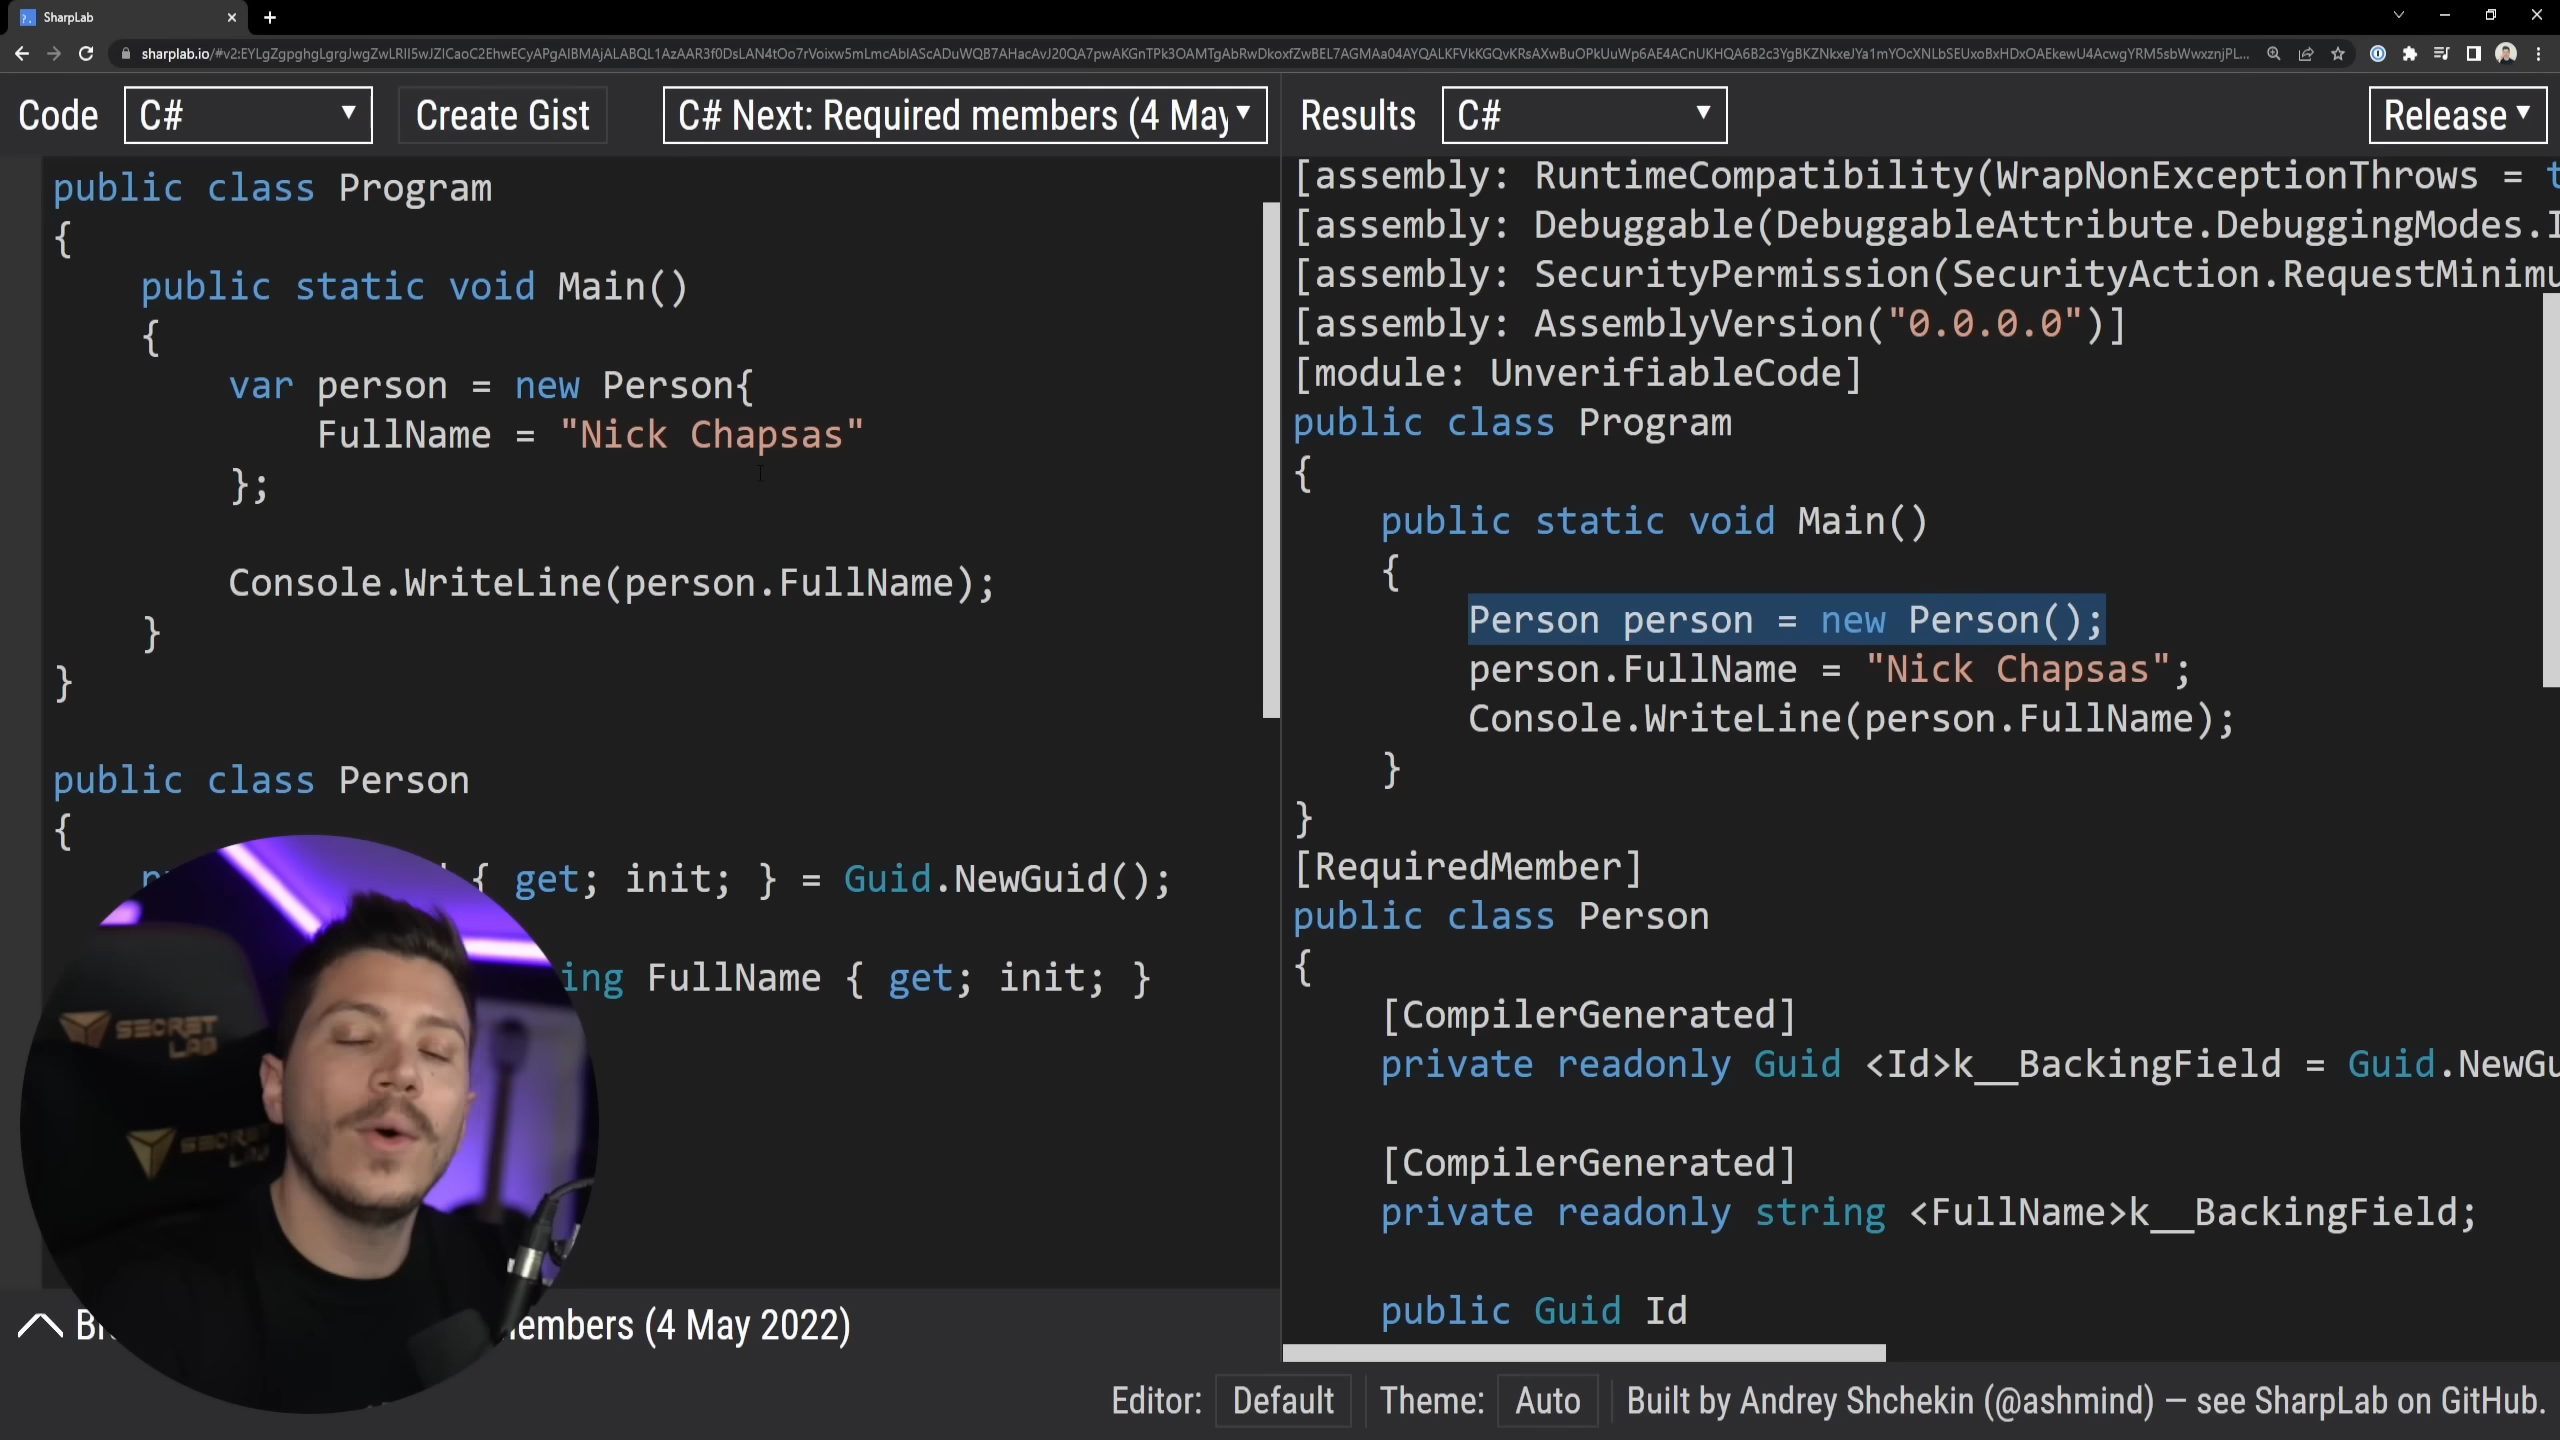 SharpLab
sharplab.io/#v2:
Code
C#
Create Gist
C# Next: Required members (4 May
Results
C#
Release
public class Program
{
public static void Main()
{
var person = new Person{
FullName = "Nick Chapsas"
};
Console.WriteLine(person.FullName);
}
}
public class Person
{
{ get; init; } = Guid.NewGuid();
ing FullName { get; init; }
SECRET
LAB
embers (4 May 2022)
[assembly: RuntimeCompatibility(WrapNonExceptionThrows = t
[assembly: Debuggable(DebuggableAttribute.DebuggingModes.I
[assembly: SecurityPermission(SecurityAction.RequestMinimu
[assembly: AssemblyVersion("0.0.0.0")]
[module: UnverifiableCode]
public class Program
{
public static void Main()
{
Person person = new Person();
person.FullName = "Nick Chapsas";
Console.WriteLine(person.FullName);
}
}
[RequiredMember]
public class Person
{
[CompilerGenerated]
private readonly Guid <Id>k__BackingField = Guid.NewGu
[CompilerGenerated]
private readonly string <FullName>k__BackingField;
public Guid Id
Editor: Default Theme: Auto Built by Andrey Shchekin (@ashmind) — see SharpLab on GitHub.